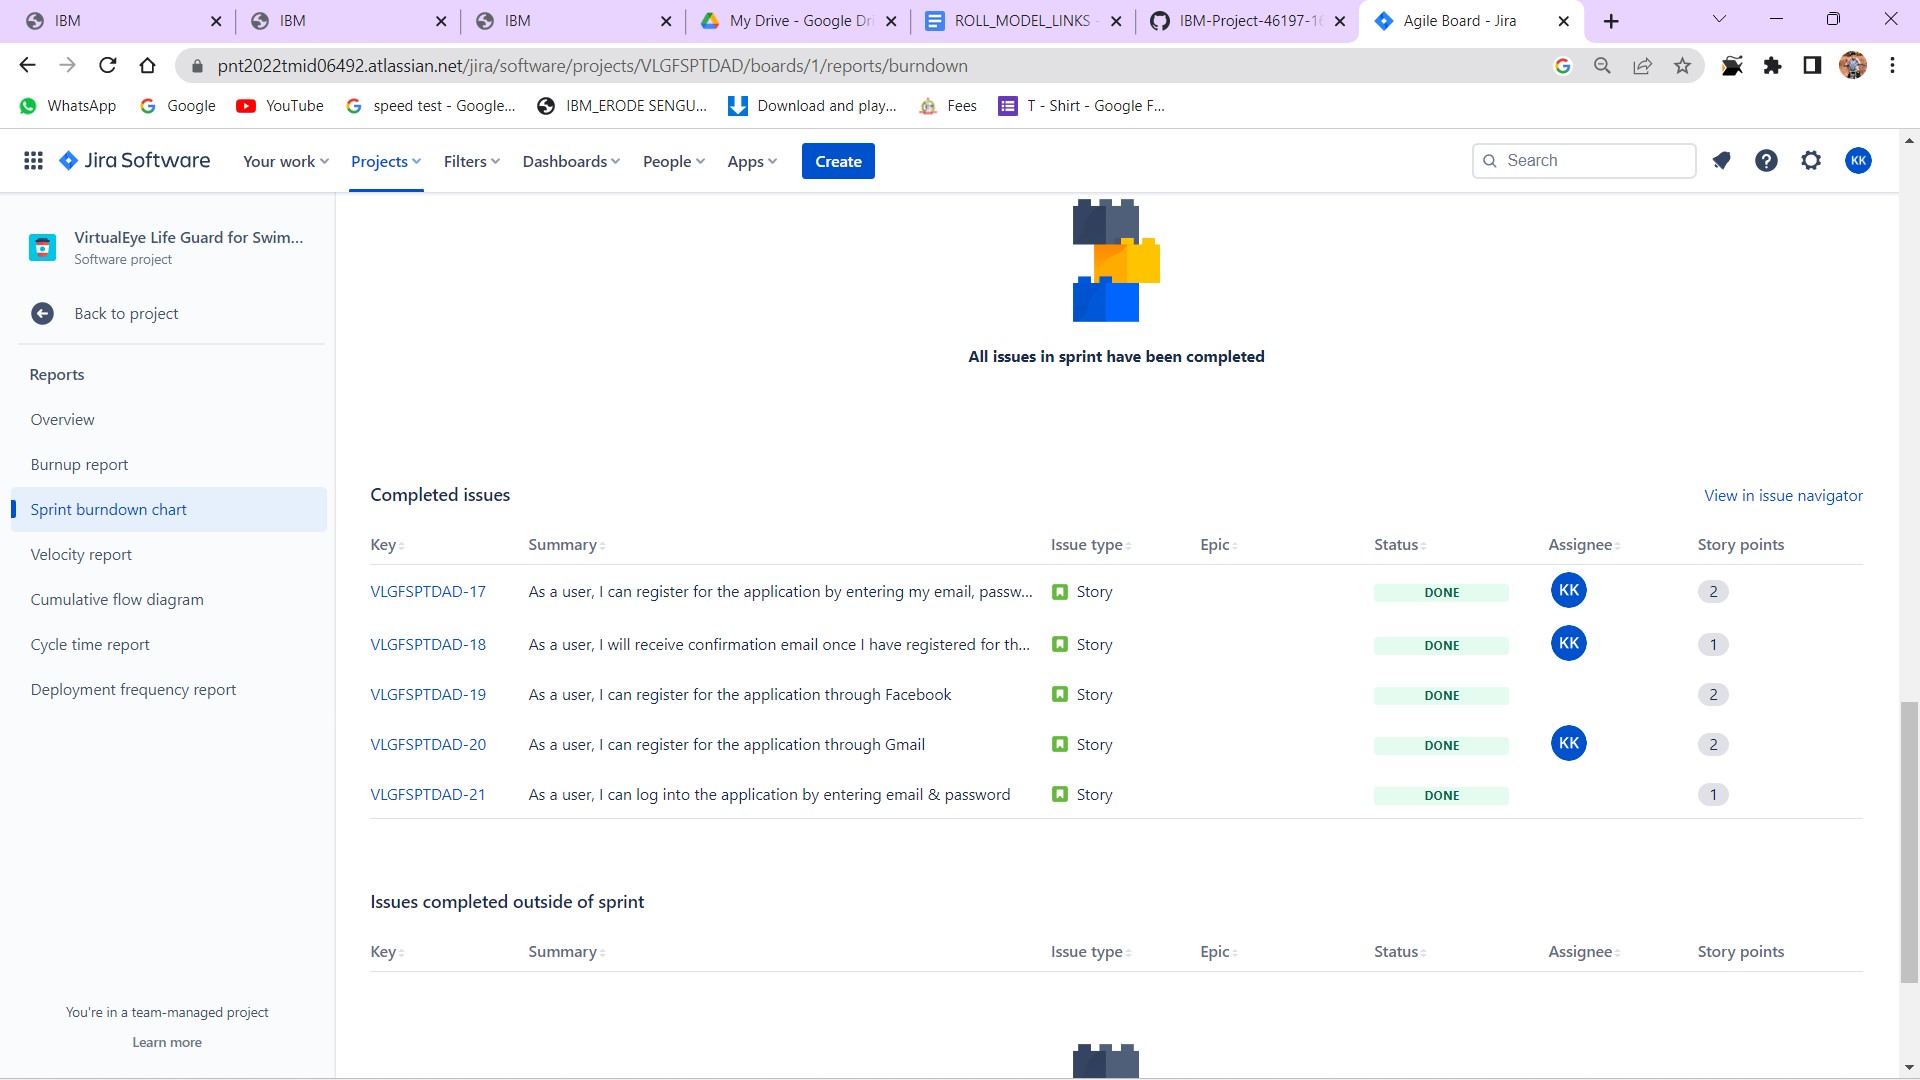 IBM
IBM
IBM
My Drive - Google Dri
ROLL_MODEL_LINKS -
IBM-Project-46197-16
Agile Board - Jira
pnt2022tmid06492.atlassian.net/jira/software/projects/VLGFSPTDAD/boards/1/reports/burndown
WhatsApp
Google
YouTube
speed test - Google...
IBM_ERODE SENGU...
Download and play...
Fees
T - Shirt - Google F...
Jira Software
Your work
Projects
Filters
Dashboards
People
Apps
Create
Search
KK
VirtualEye Life Guard for Swim...
Software project
Back to project
Reports
Overview
Burnup report
Sprint burndown chart
Velocity report
Cumulative flow diagram
Cycle time report
Deployment frequency report
You're in a team-managed project
Learn more
All issues in sprint have been completed
Completed issues
View in issue navigator
Key Summary Issue type Epic Status Assignee Story points
VLGFSPTDAD-17 As a user, I can register for the application by entering my email, passw... Story DONE KK 2
VLGFSPTDAD-18 As a user, I will receive confirmation email once I have registered for th... Story DONE KK 1
VLGFSPTDAD-19 As a user, I can register for the application through Facebook Story DONE 2
VLGFSPTDAD-20 As a user, I can register for the application through Gmail Story DONE KK 2
VLGFSPTDAD-21 As a user, I can log into the application by entering email & password Story DONE 1
Issues completed outside of sprint
Key Summary Issue type Epic Status Assignee Story points